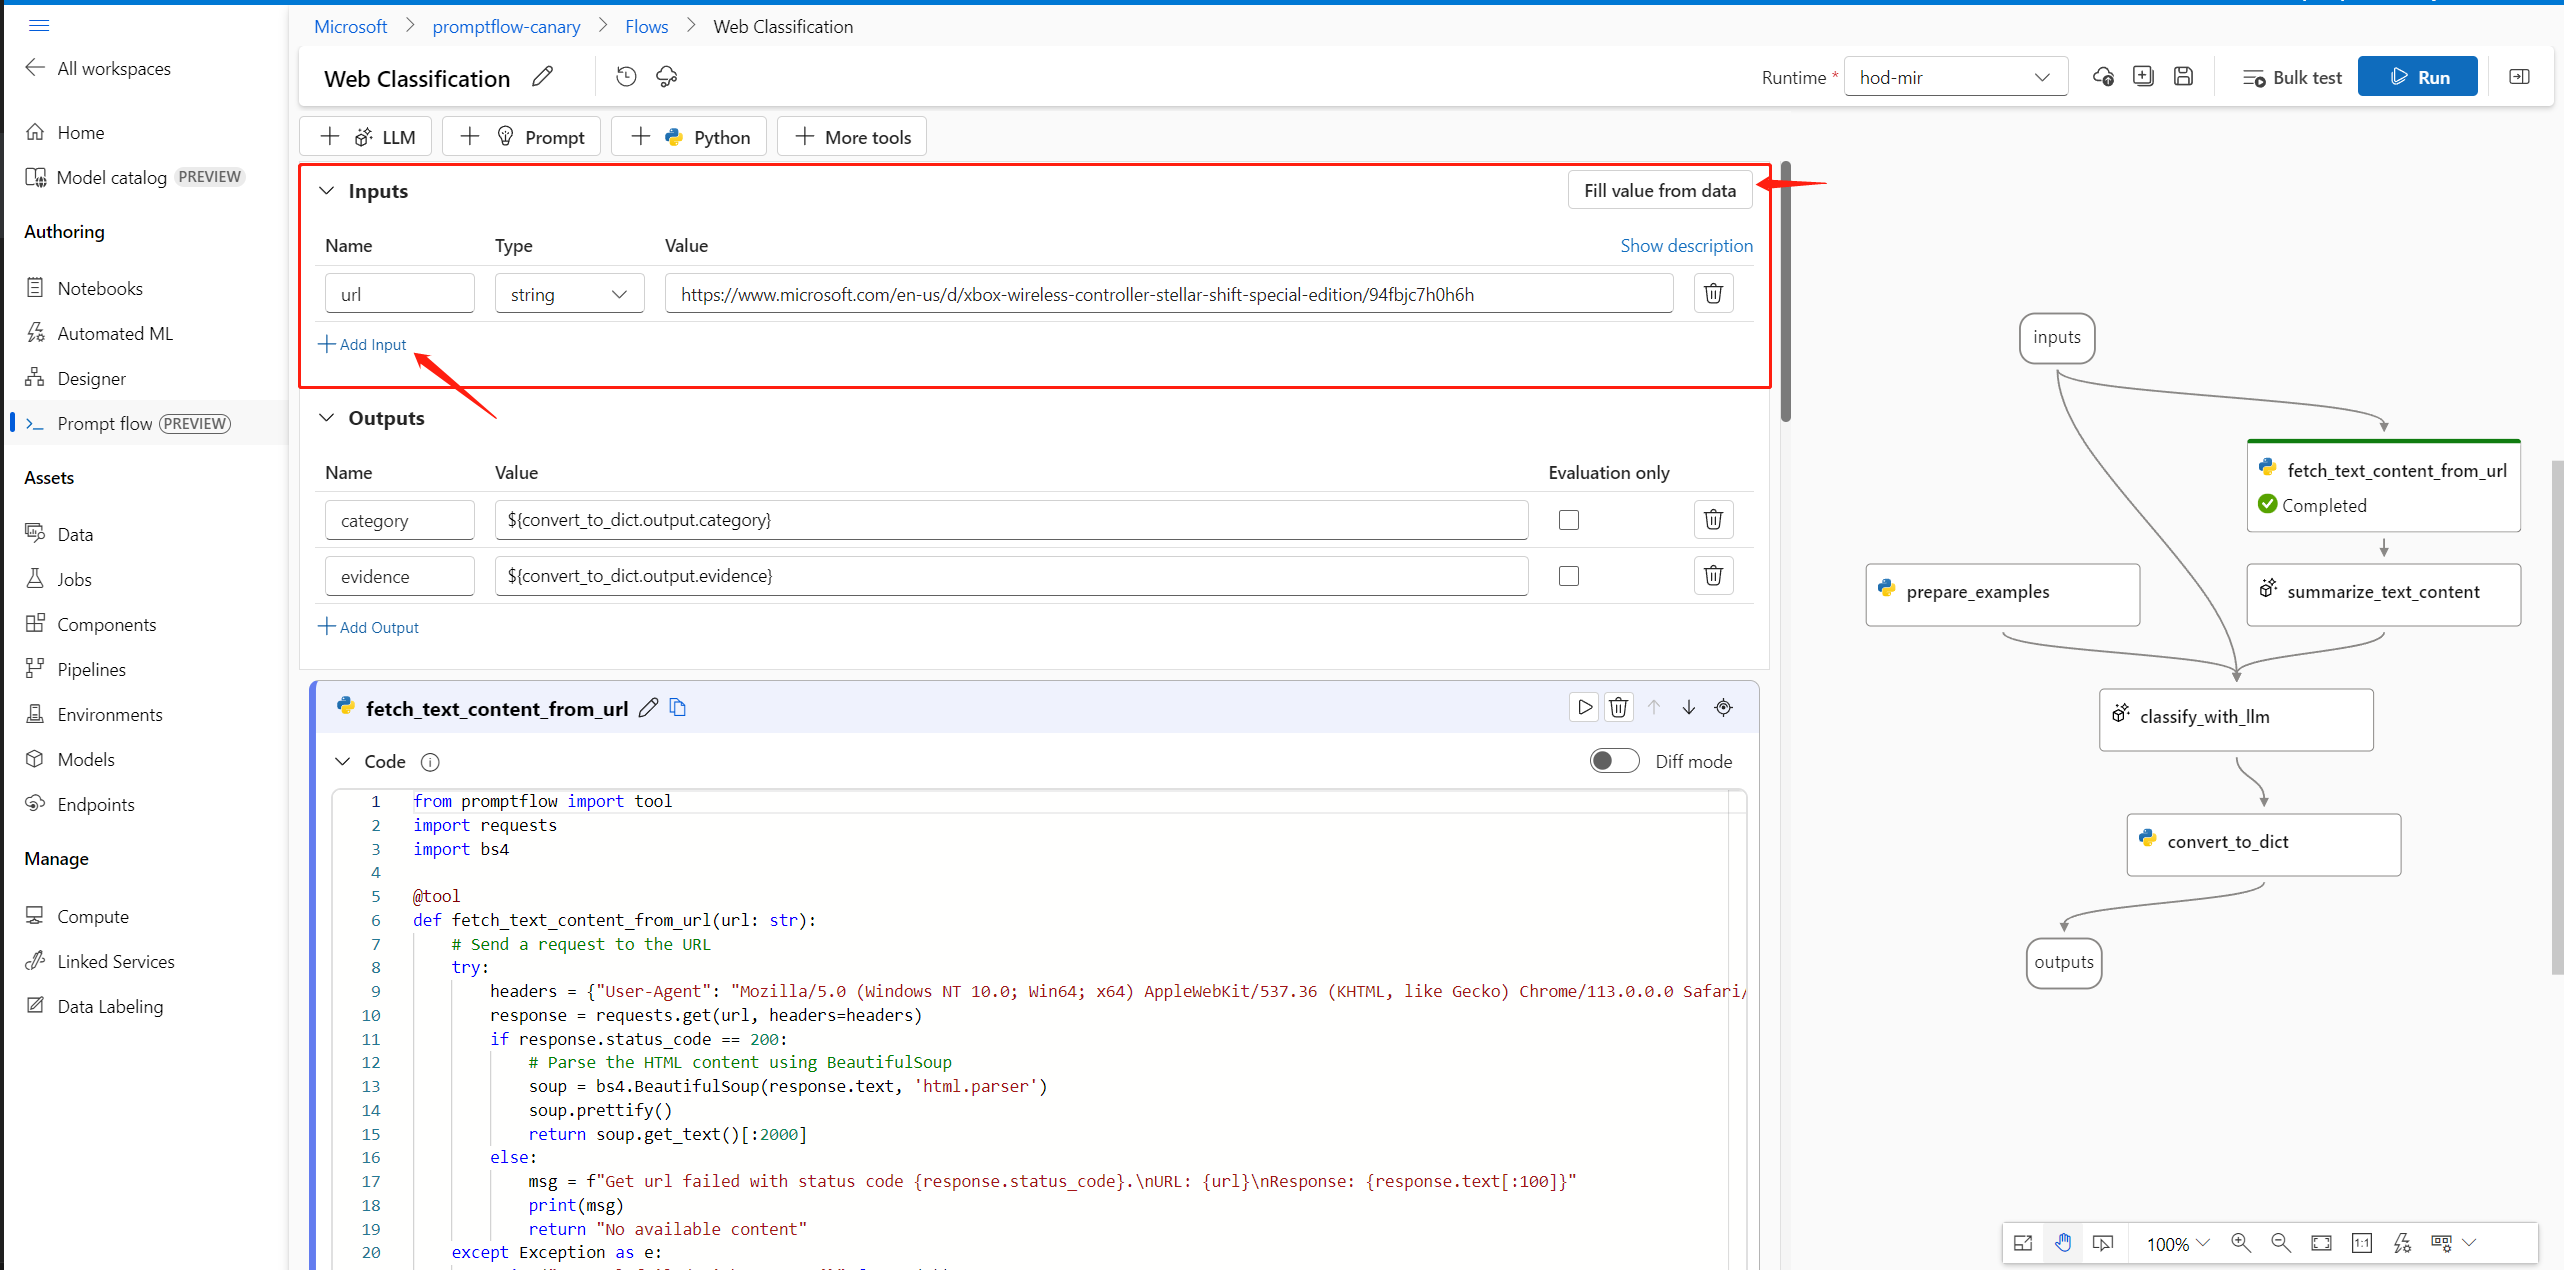 Microsoft > promptflow-canary > Flows > Web Classification
All workspaces
Home
Model catalog PREVIEW
Authoring
Notebooks
Automated ML
Designer
Prompt flow PREVIEW
Assets
Data
Jobs
Components
Pipelines
Environments
Models
Endpoints
Manage
Compute
Linked Services
Data Labeling
Web Classification
Runtime * hod-mir
Bulk test
Run
+ LLM + Prompt + Python + More tools
Inputs
Fill value from data
Name Type Value Show description
url string https://www.microsoft.com/en-us/d/xbox-wireless-controller-stellar-shift-special-edition/94fbjc7h0h6h
+ Add Input
Outputs
Name Value Evaluation only
category ${convert_to_dict.output.category}
evidence ${convert_to_dict.output.evidence}
+ Add Output
fetch_text_content_from_url
Code Diff mode
1 from promptflow import tool
2 import requests
3 import bs4
4
5 @tool
6 def fetch_text_content_from_url(url: str):
7 # Send a request to the URL
8 try:
9 headers = {"User-Agent": "Mozilla/5.0 (Windows NT 10.0; Win64; x64) AppleWebKit/537.36 (KHTML, like Gecko) Chrome/113.0.0.0 Safari/
10 response = requests.get(url, headers=headers)
11 if response.status_code == 200:
12 # Parse the HTML content using BeautifulSoup
13 soup = bs4.BeautifulSoup(response.text, 'html.parser')
14 soup.prettify()
15 return soup.get_text()[:2000]
16 else:
17 msg = f"Get url failed with status code {response.status_code}.\nURL: {url}\nResponse: {response.text[:100]}"
18 print(msg)
19 return "No available content"
20 except Exception as e:
inputs
fetch_text_content_from_url
Completed
prepare_examples
summarize_text_content
classify_with_llm
convert_to_dict
outputs
100%
1:1